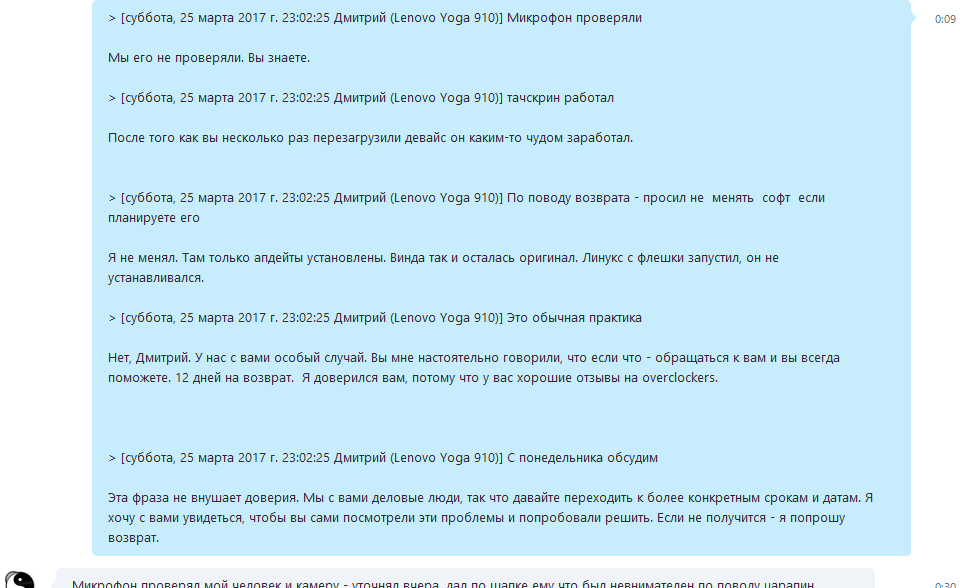 > [суббота, 25 марта 2017 г. 23:02:25 Дмитрий (Lenovo Yoga 910)] Микрофон проверяли
0:09
Мы его не проверяли. Вы знаете.
> [суббота, 25 марта 2017 г. 23:02:25 Дмитрий (Lenovo Yoga 910)] тачскрин работал
После того как вы несколько раз перезагрузили девайс он каким-то чудом заработал.
> [суббота, 25 марта 2017 г. 23:02:25 Дмитрий (Lenovo Yoga 910)] По поводу возврата - просил не менять софт если
планируете его
Я не менял. Там только апдейты установлены. Винда так и осталась оригинал. Линукс с флешки запустил, он не
устанавливался.
> [суббота, 25 марта 2017 г. 23:02:25 Дмитрий (Lenovo Yoga 910)] Это обычная практика
Нет, Дмитрий. У нас с вами особый случай. Вы мне настоятельно говорили, что если что - обращаться к вам и вы всегда
поможете. 12 дней на возврат. Я доверился вам, потому что у вас хорошие отзывы на overclockers.
> [суббота, 25 марта 2017 г. 23:02:25 Дмитрий (Lenovo Yoga 910)] С понедельника обсудим
Эта фраза не внушает доверия. Мы с вами деловые люди, так что давайте переходить к более конкретным срокам и датам. Я
хочу с вами увидеться, чтобы вы сами посмотрели эти проблемы и попробовали решить. Если не получится - я попрошу
возврат.
Микрофон проверял мой человек и камеру - уточнял вчера, дал по шапке ему что был невнимателен по поводу царапин
0:30